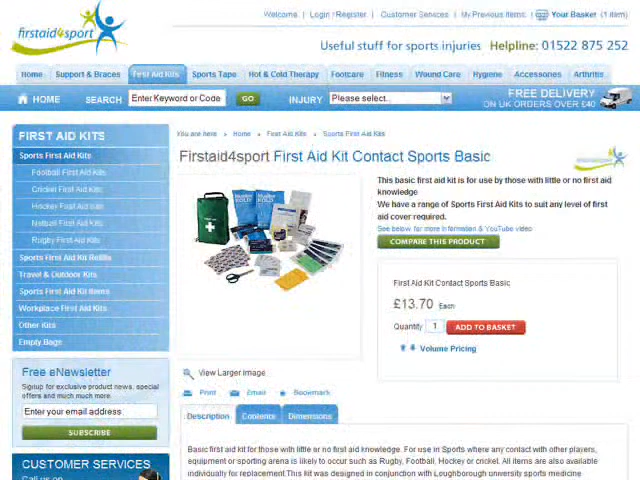 firstaid4sport
Welcome | Login / Register | Customer Services | My Previous Items | Your Basket (1 item)
Useful stuff for sports injuries Helpline: 01522 875 252
Home Support & Braces First Aid Kits Sports Tape Hot & Cold Therapy Footcare Fitness Wound Care Hygiene Accessories Arthritis
HOME SEARCH Enter Keyword or Code GO INJURY Please select... FREE DELIVERY
ON UK ORDERS OVER £40
FIRST AID KITS
Sports First Aid Kits
Football First Aid Kits
Cricket First Aid Kits
Hockey First Aid Kits
Netball First Aid Kits
Rugby First Aid Kits
Sports First Aid Kit Refills
Travel & Outdoor Kits
Sports First Aid Kit Items
Workplace First Aid Kits
Other Kits
Empty Bags
Free eNewsletter
Signup for exclusive product news, special
offers and much much more.
Enter your email address
SUBSCRIBE
CUSTOMER SERVICES
Call us on
You are here » Home » First Aid Kits » Sports First Aid Kits
Firstaid4sport First Aid Kit Contact Sports Basic
This basic first aid kit is for use by those with little or no first aid
knowledge
We have a range of Sports First Aid Kits to suit any level of first
aid cover required.
See below for more information & YouTube video
COMPARE THIS PRODUCT
First Aid Kit Contact Sports Basic
£13.70 Each
Quantity 1 ADD TO BASKET
Volume Pricing
View Larger Image
Print Email Bookmark
Description Contents Dimensions
Basic first aid kit for those with little or no first aid knowledge. For use in Sports where any contact with other players,
equipment or sporting arena is likely to occur such as Rugby, Football, Hockey or cricket. All items are also available
individually for replacement.This kit was designed in conjunction with Loughborough university sports medicine